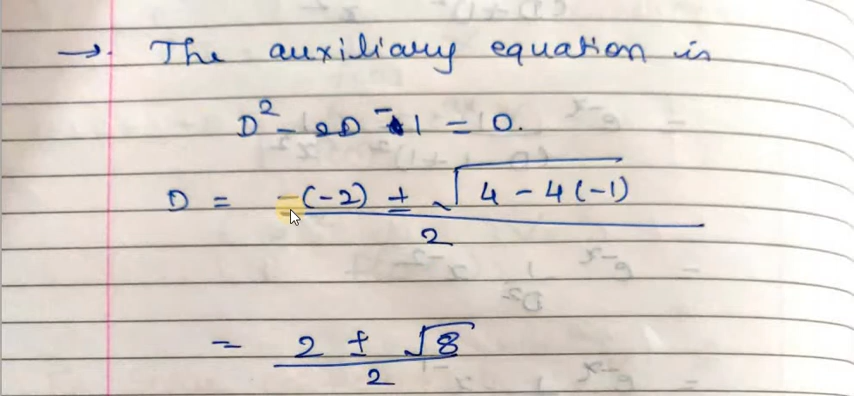 → The auxiliary equation is
D² - 2D - 1 = 0.
D = -(-2) ± √4 - 4(-1)
2
= 2 ± √8
2